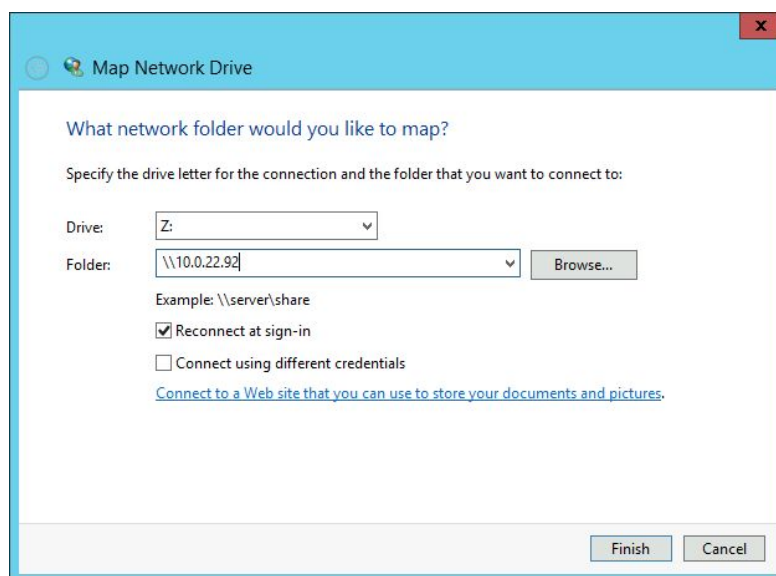 x
Map Network Drive
What network folder would you like to map?
Specify the drive letter for the connection and the folder that you want to connect to:
Drive: Z:
Folder: \\10.0.22.92 Browse...
Example: \\server\share
Reconnect at sign-in
Connect using different credentials
Connect to a Web site that you can use to store your documents and pictures.
Finish Cancel